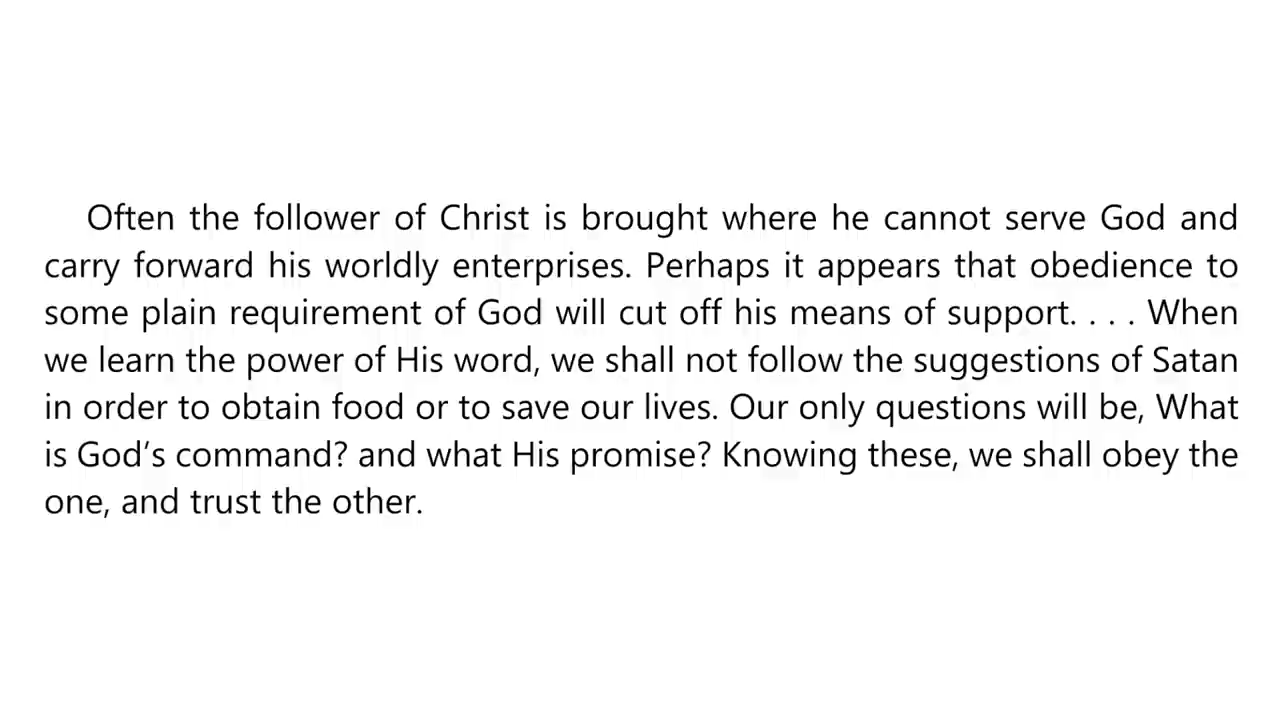 Often the follower of Christ is brought where he cannot serve God and
carry forward his worldly enterprises. Perhaps it appears that obedience to
some plain requirement of God will cut off his means of support. . . . When
we learn the power of His word, we shall not follow the suggestions of Satan
in order to obtain food or to save our lives. Our only questions will be, What
is God’s command? and what His promise? Knowing these, we shall obey the
one, and trust the other.